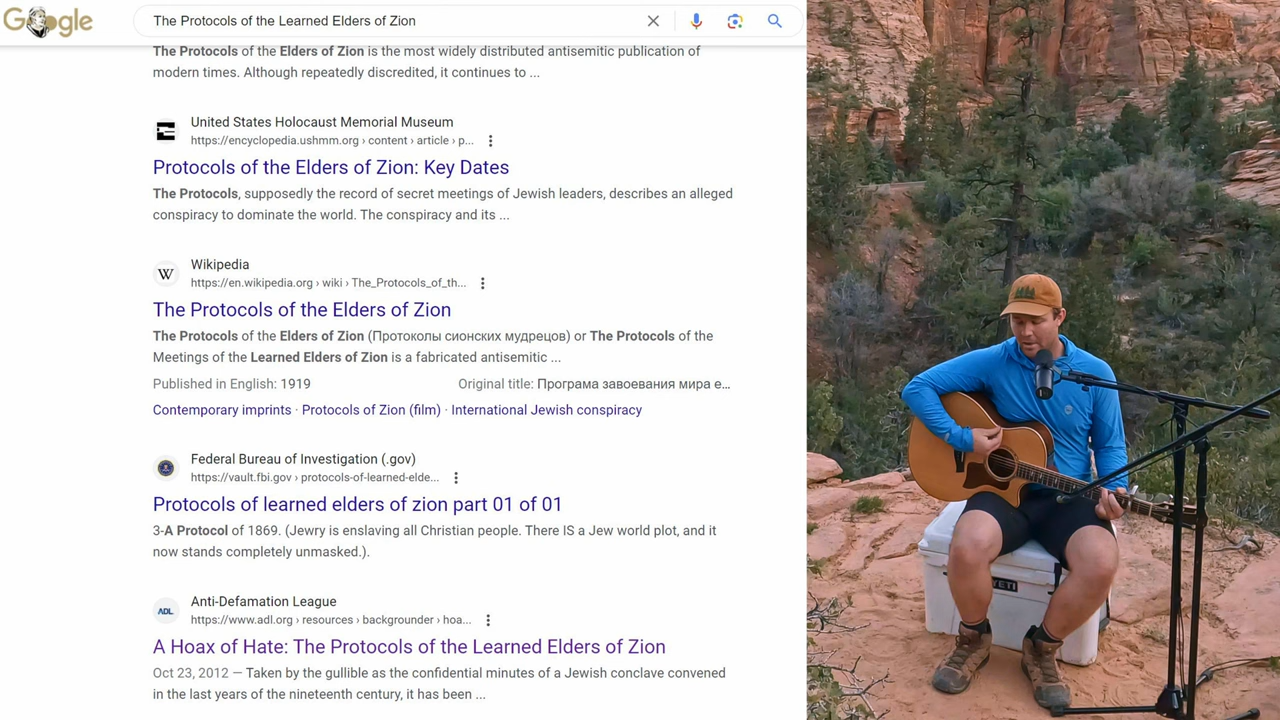 Google
The Protocols of the Learned Elders of Zion
The Protocols of the Elders of Zion is the most widely distributed antisemitic publication of
modern times. Although repeatedly discredited, it continues to ...
United States Holocaust Memorial Museum
https://encyclopedia.ushmm.org › content › article › p...
Protocols of the Elders of Zion: Key Dates
The Protocols, supposedly the record of secret meetings of Jewish leaders, describes an alleged
conspiracy to dominate the world. The conspiracy and its ...
W
Wikipedia
https://en.wikipedia.org › wiki › The_Protocols_of_th...
The Protocols of the Elders of Zion
The Protocols of the Elders of Zion (Протоколы сионских мудрецов) or The Protocols of the
Meetings of the Learned Elders of Zion is a fabricated antisemitic ...
Published in English: 1919 Original title: Програма завоевания мира е...
Contemporary imprints · Protocols of Zion (film) · International Jewish conspiracy
Federal Bureau of Investigation (.gov)
https://vault.fbi.gov › protocols-of-learned-elde...
Protocols of learned elders of zion part 01 of 01
3-A Protocol of 1869. (Jewry is enslaving all Christian people. There IS a Jew world plot, and it
now stands completely unmasked.).
ADL
Anti-Defamation League
https://www.adl.org › resources › backgrounder › hoa...
A Hoax of Hate: The Protocols of the Learned Elders of Zion
Oct 23, 2012 — Taken by the gullible as the confidential minutes of a Jewish conclave convened
in the last years of the nineteenth century, it has been ...
YETI